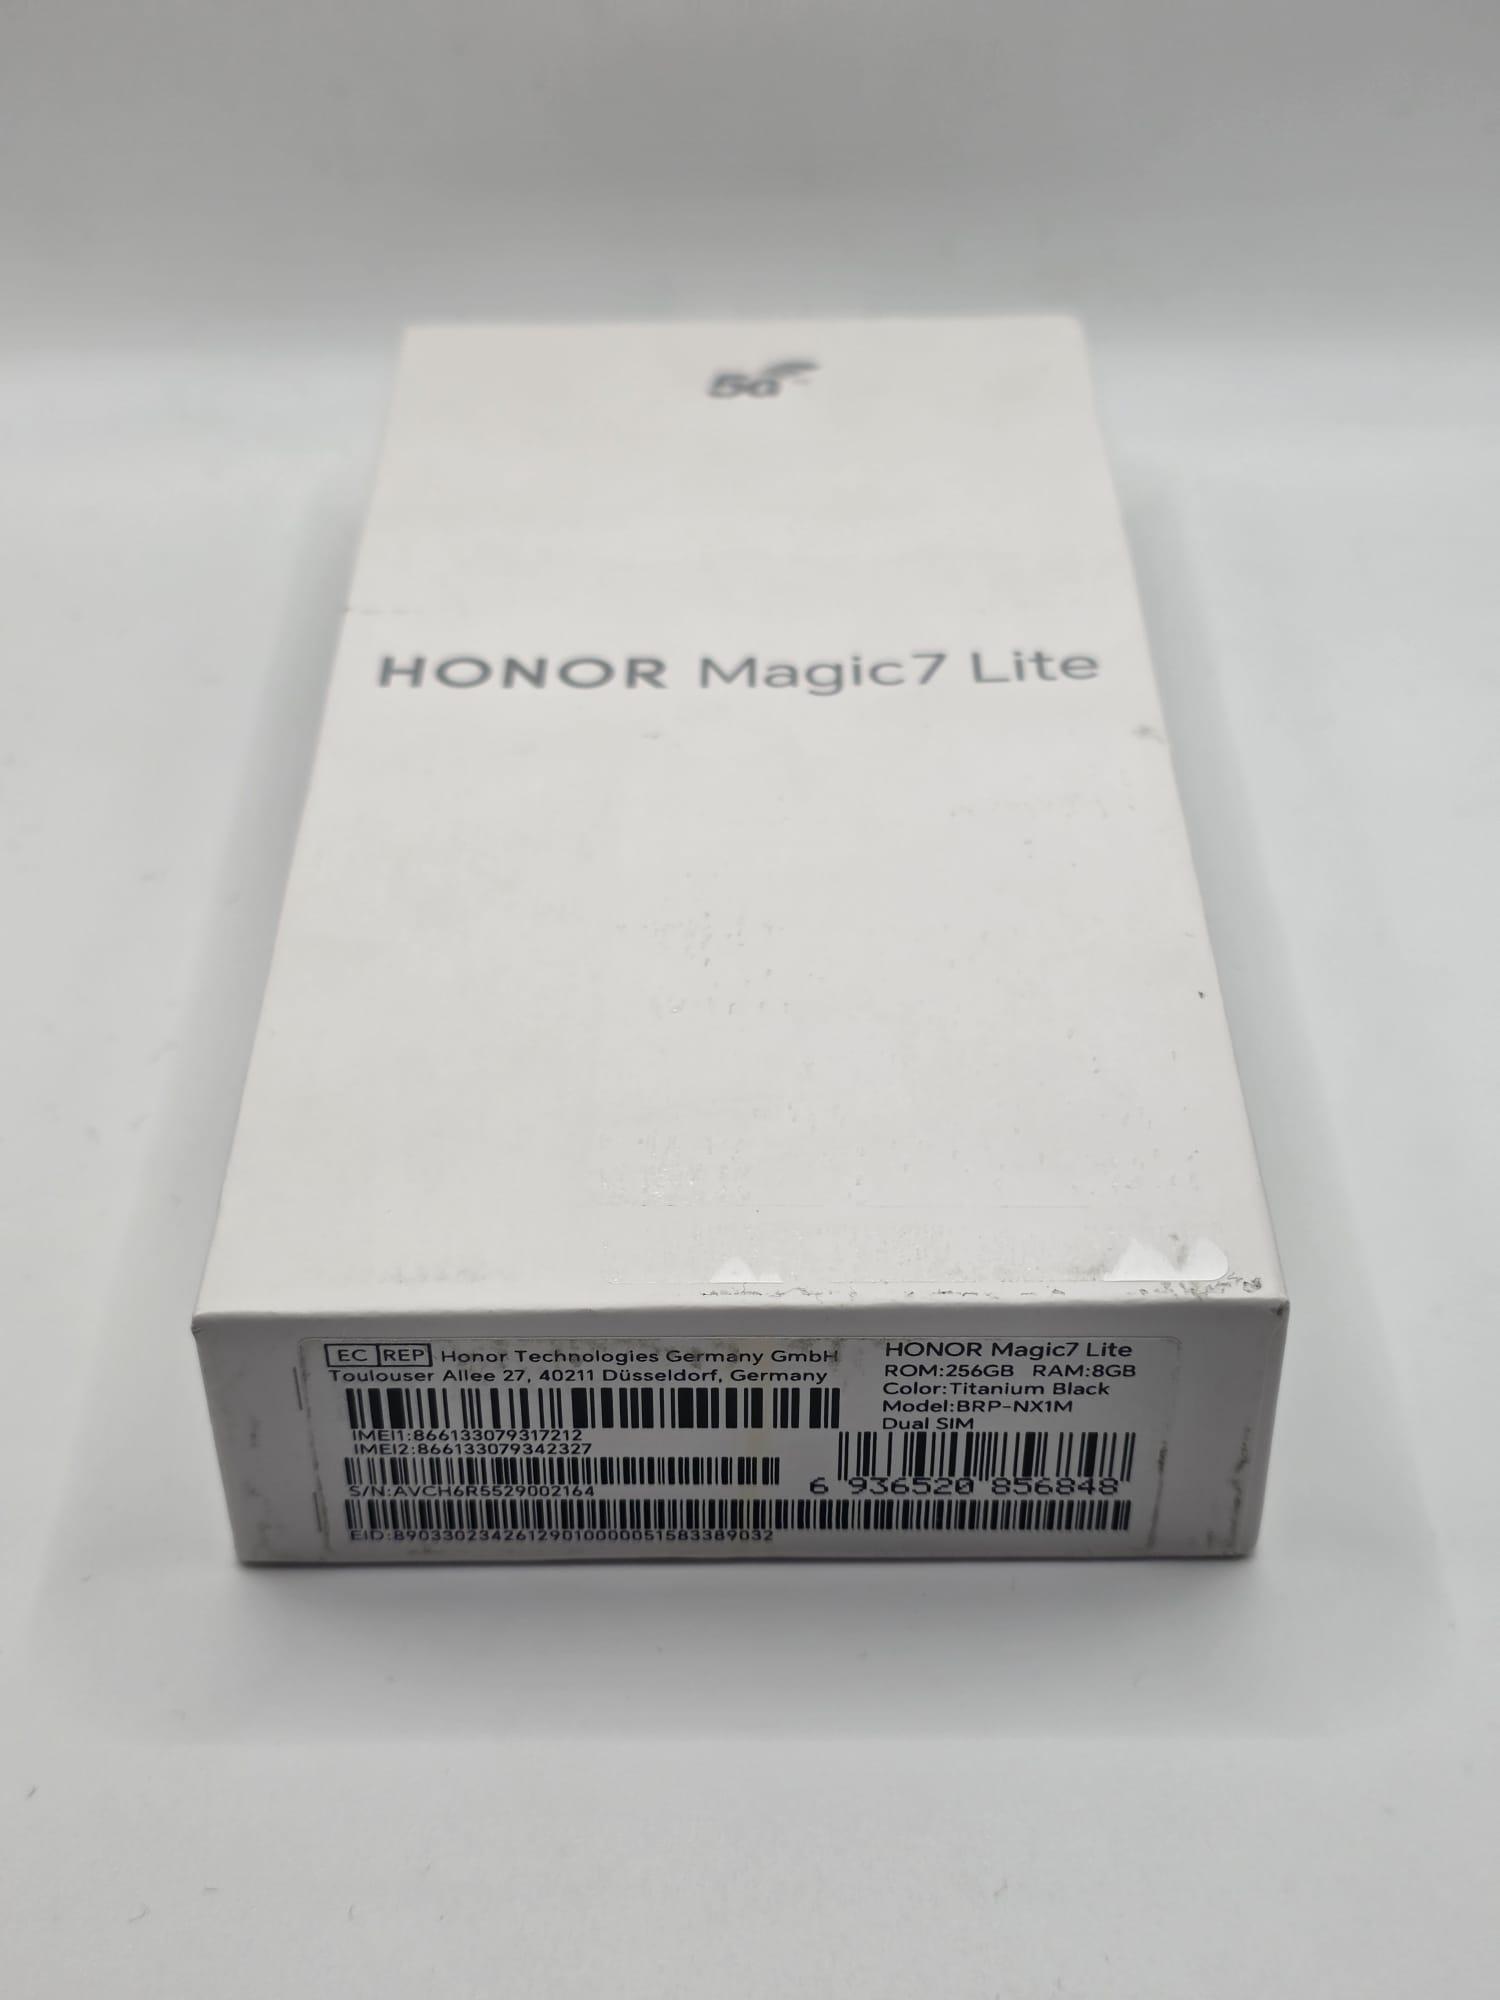 5G
HONOR Magic7 Lite
EC REP Honor Technologies Germany GmbH
Toulouser Allee 27, 40211 Düsseldorf, Germany
IMEI1:866133079317212
IMEI2:866133079342327
S/N:AVCH6R5529002164
EID:89033023426129010000051583389032
HONOR Magic7 Lite
ROM:256GB RAM:8GB
Color:Titanium Black
Model:BRP-NX1M
Dual SIM
6 936520 856848